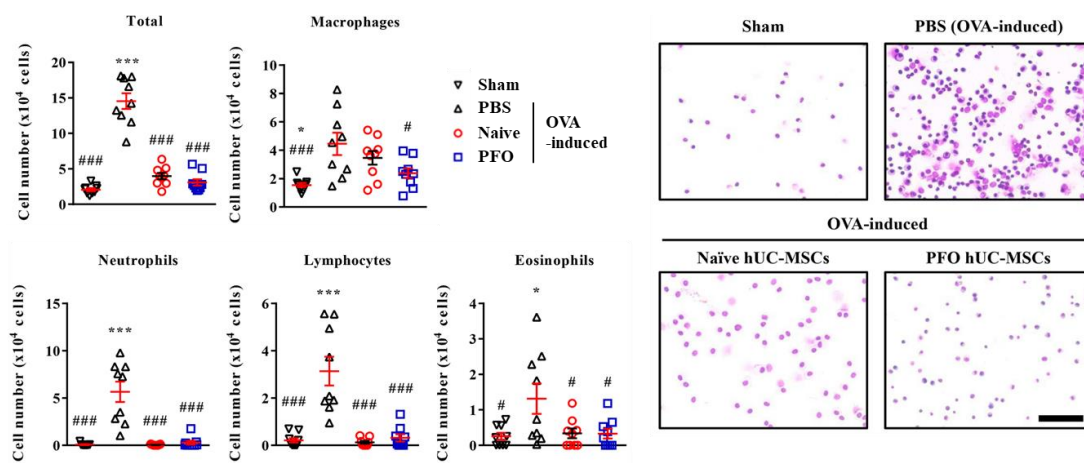 Total
Cell number (x10⁴ cells)
20
15
10
5
0
***
###
###
###
Macrophages
Cell number (x10⁴ cells)
10
8
6
4
2
0
*
###
#
Sham
PBS
Naive
PFO
OVA
-induced
Neutrophils
Cell number (x10⁴ cells)
15
10
5
0
***
###
###
###
Lymphocytes
Cell number (x10⁴ cells)
6
4
2
0
***
###
###
###
Eosinophils
Cell number (x10⁴ cells)
4
3
2
1
0
*
#
#
#
Sham
PBS (OVA-induced)
OVA-induced
Naïve hUC-MSCs
PFO hUC-MSCs